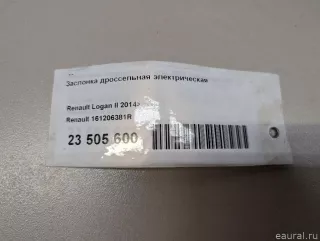 Заслонка дроссельная электрическая
Renault Logan II 2014>
Renault 161206381R
23 505 600
eaural.ru